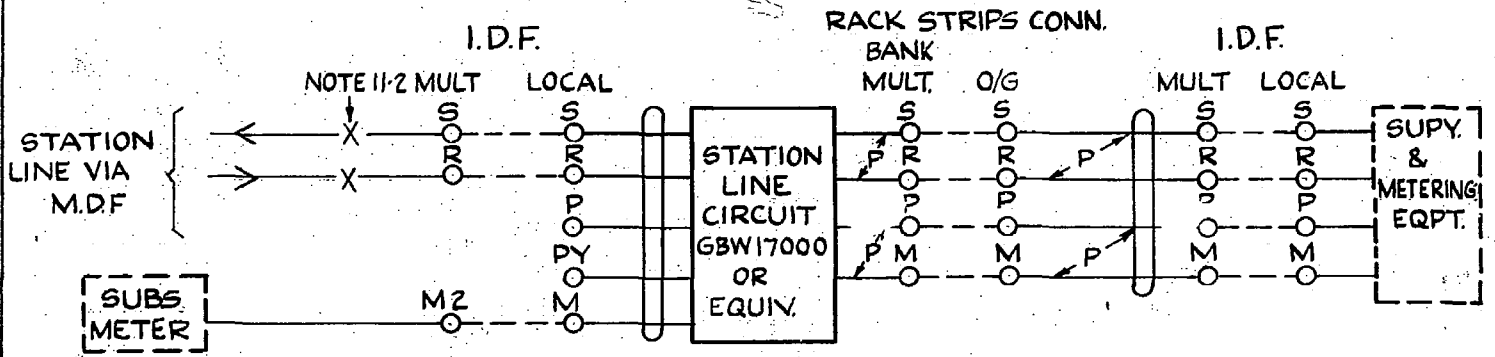 RACK STRIPS CONN.
I.D.F.
BANK
I.D.F.
NOTE 11-2 MULT LOCAL
MULT. O/G
MULT LOCAL
S S S S S S
STATION
LINE VIA
M.D.F
X
R R R R R R
X
P P P P P
PY M M M M
P P
P P
STATION
LINE
CIRCUIT
GBW17000
OR
EQUIV.
SUPY.
&
METERING
EQPT.
SUBS
METER
M2 M